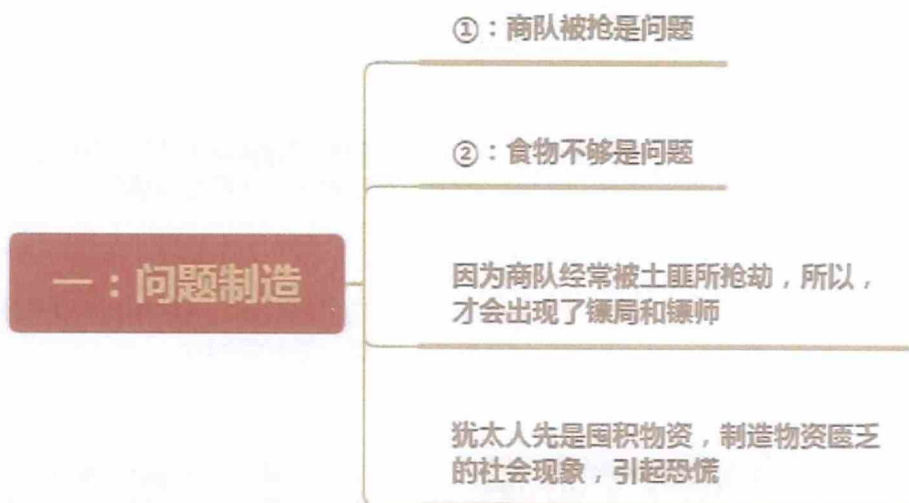 ①：商队被抢是问题
②：食物不够是问题
一：问题制造
因为商队经常被土匪所抢劫，所以，
才会出现了镖局和镖师
犹太人先是囤积物资，制造物资匮乏
的社会现象，引起恐慌